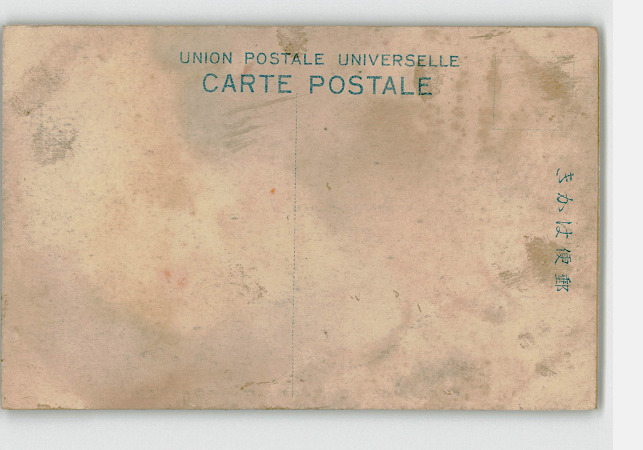 UNION POSTALE UNIVERSELLE
CARTE POSTALE
きかは便郵